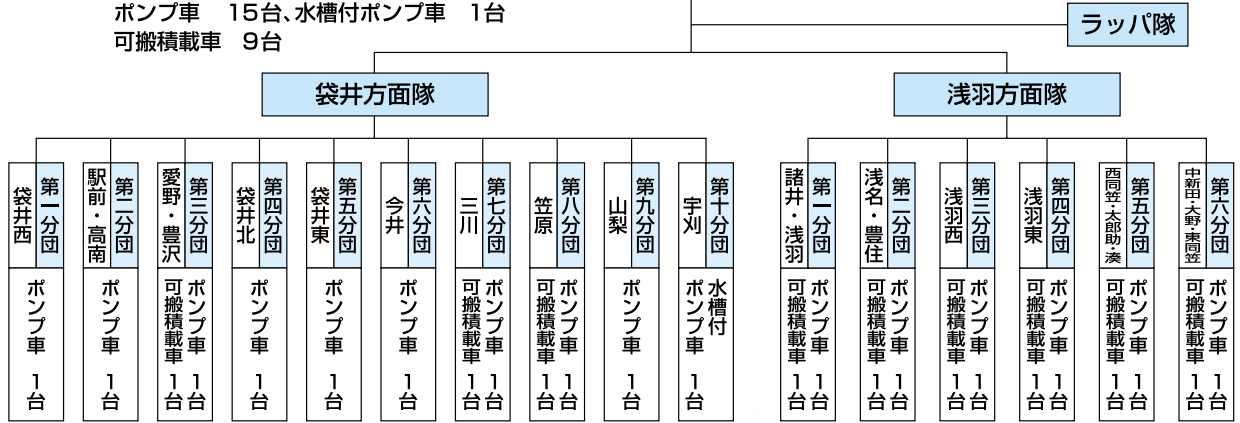 ポンプ車　15台、水槽付ポンプ車　1台
可搬積載車　9台
ラッパ隊
袋井方面隊
浅羽方面隊
第一分団
袋井西
ポンプ車　1台
第二分団
駅前・高南
ポンプ車　1台
第三分団
愛野・豊沢
ポンプ車　1台
可搬積載車　1台
第四分団
袋井北
ポンプ車　1台
第五分団
袋井東
ポンプ車　1台
第六分団
今井
ポンプ車　1台
第七分団
三川
ポンプ車　1台
可搬積載車　1台
第八分団
笠原
ポンプ車　1台
可搬積載車　1台
第九分団
山梨
ポンプ車　1台
第十分団
宇刈
水槽付
ポンプ車　1台
第一分団
諸井・浅羽
ポンプ車　1台
可搬積載車　1台
第二分団
浅名・豊住
ポンプ車　1台
可搬積載車　1台
第三分団
浅羽西
ポンプ車　1台
可搬積載車　1台
第四分団
浅羽東
ポンプ車　1台
可搬積載車　1台
第五分団
西同笠・太郎助・湊
ポンプ車　1台
可搬積載車　1台
第六分団
中新田・大野・東同笠
ポンプ車　1台
可搬積載車　1台